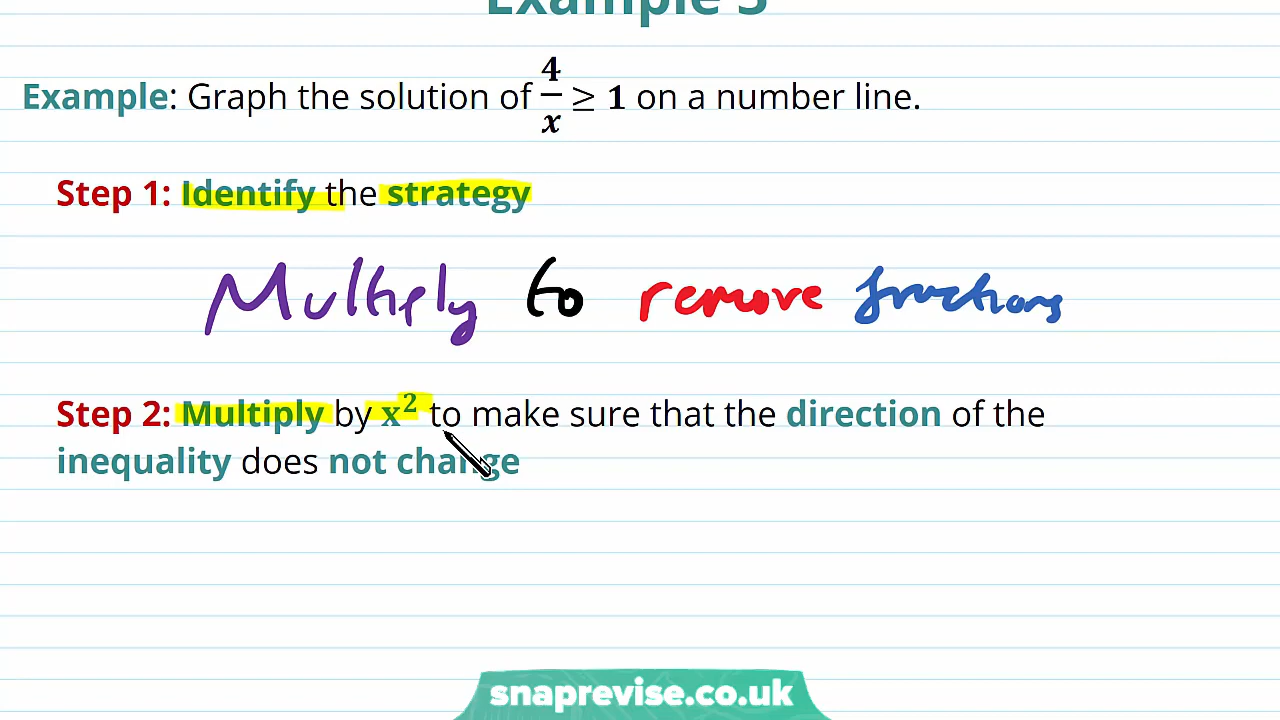 Example 3
Example: Graph the solution of 4/x ≥ 1 on a number line.
Step 1: Identify the strategy
Multiply to remove fractions
Step 2: Multiply by x² to make sure that the direction of the
inequality does not change
snaprevise.co.uk